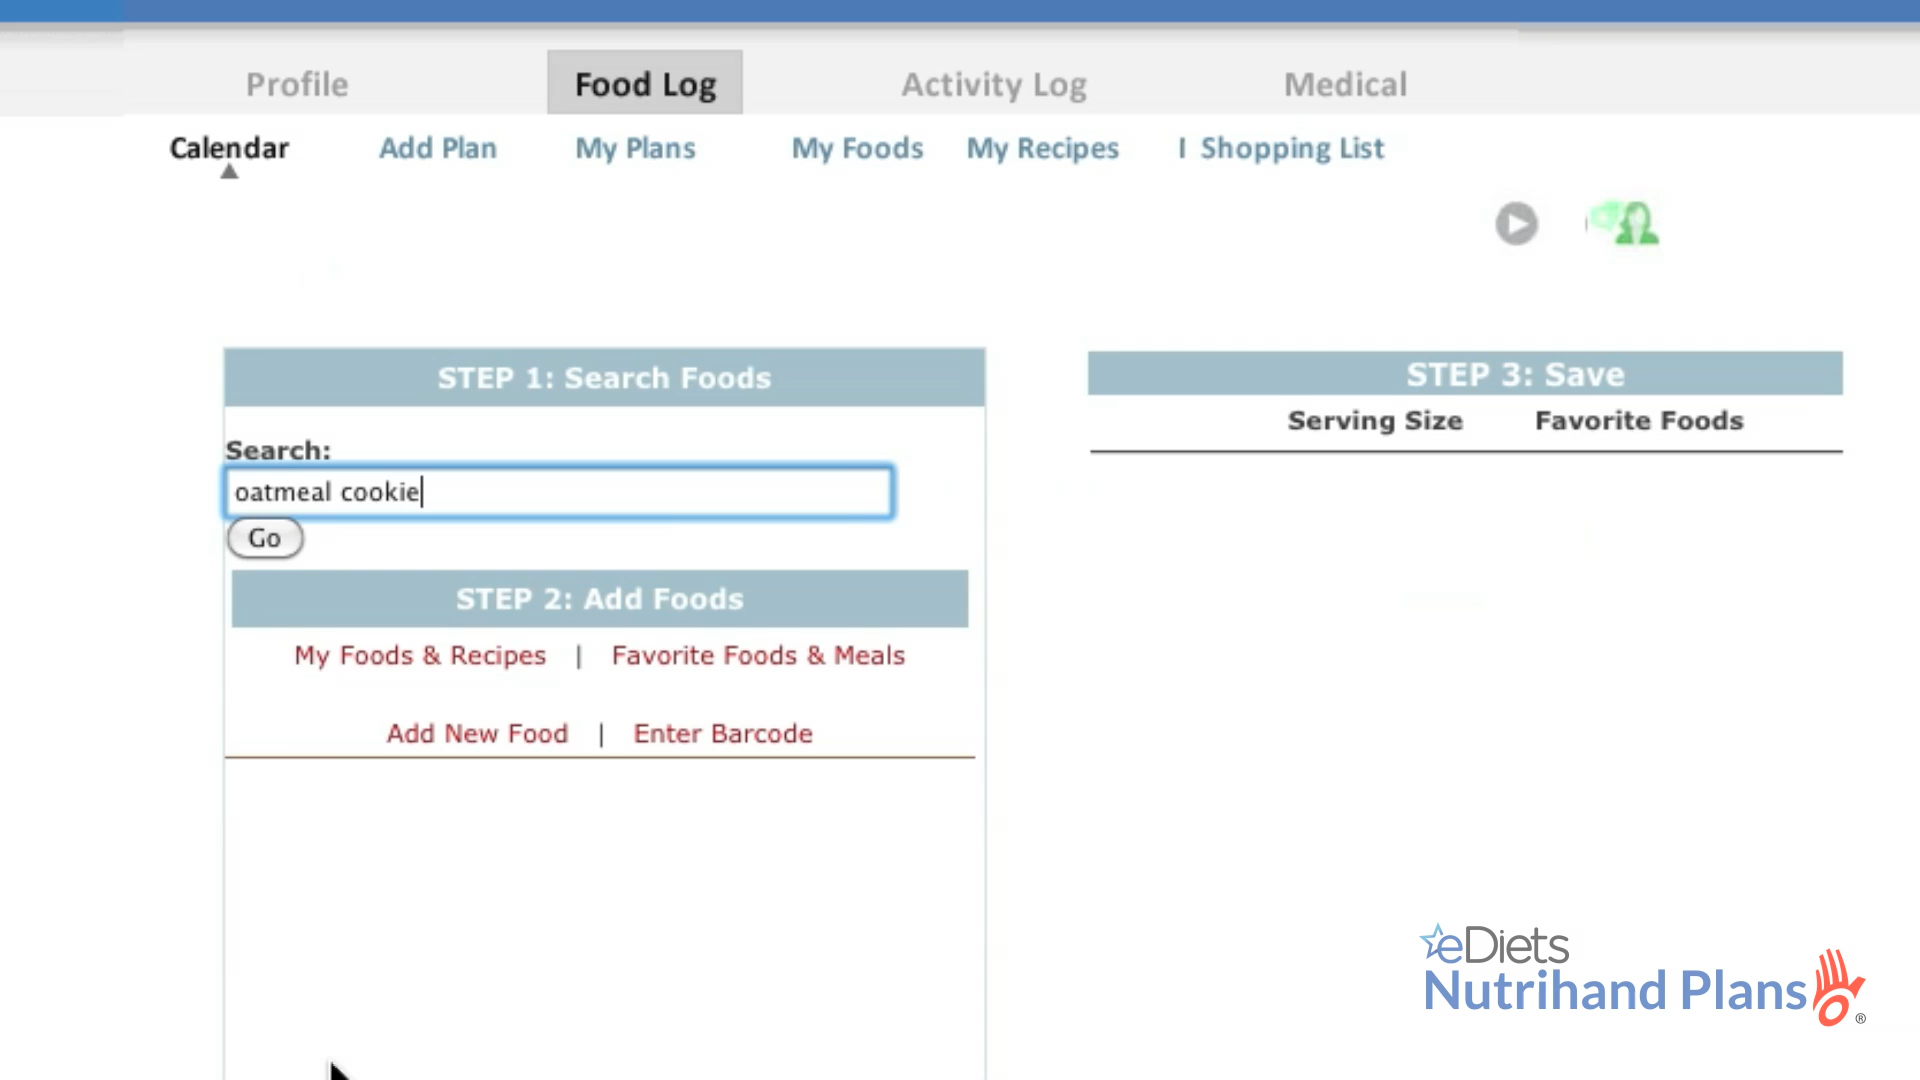 Profile Food Log Activity Log Medical
Calendar Add Plan My Plans My Foods My Recipes I Shopping List
STEP 1: Search Foods
Search:
oatmeal cookie
Go
STEP 2: Add Foods
My Foods & Recipes | Favorite Foods & Meals
Add New Food | Enter Barcode
STEP 3: Save
Serving Size Favorite Foods
eDiets
Nutrihand Plans ®